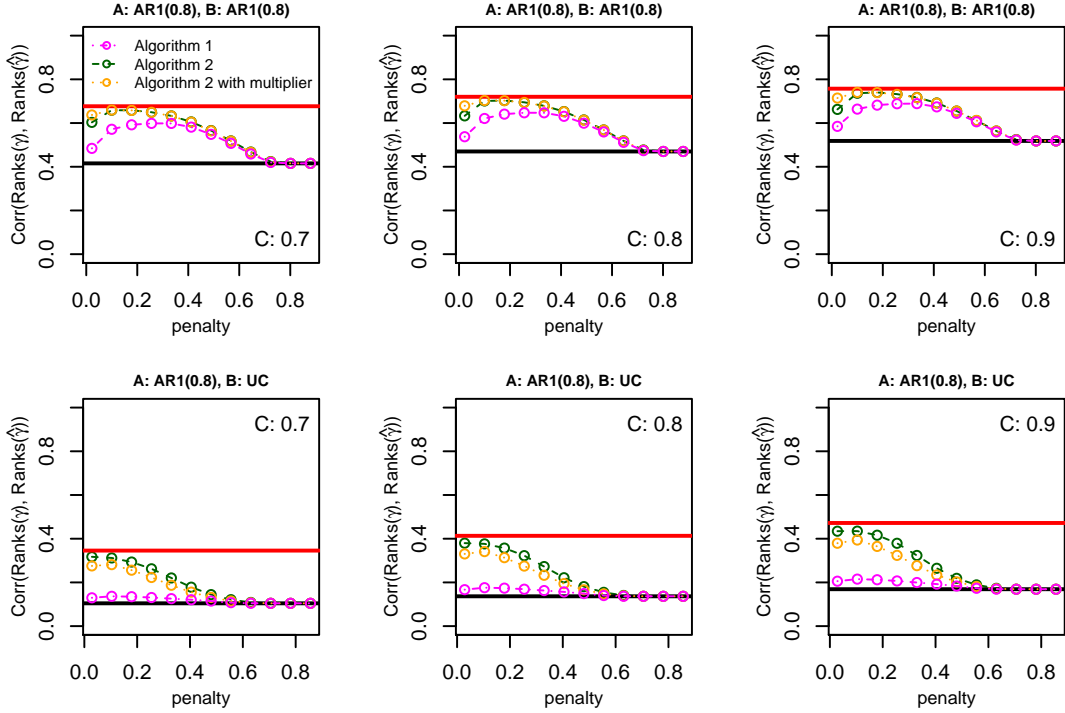 A: AR1(0.8), B: AR1(0.8)
Corr(Ranks(γ), Ranks(γ̂))
0.0 0.4 0.8
Algorithm 1
Algorithm 2
Algorithm 2 with multiplier
C: 0.7
0.0 0.2 0.4 0.6 0.8
penalty
A: AR1(0.8), B: AR1(0.8)
Corr(Ranks(γ), Ranks(γ̂))
0.0 0.4 0.8
C: 0.8
0.0 0.2 0.4 0.6 0.8
penalty
A: AR1(0.8), B: AR1(0.8)
Corr(Ranks(γ), Ranks(γ̂))
0.0 0.4 0.8
C: 0.9
0.0 0.2 0.4 0.6 0.8
penalty
A: AR1(0.8), B: UC
Corr(Ranks(γ), Ranks(γ̂))
0.0 0.4 0.8
C: 0.7
0.0 0.2 0.4 0.6 0.8
penalty
A: AR1(0.8), B: UC
Corr(Ranks(γ), Ranks(γ̂))
0.0 0.4 0.8
C: 0.8
0.0 0.2 0.4 0.6 0.8
penalty
A: AR1(0.8), B: UC
Corr(Ranks(γ), Ranks(γ̂))
0.0 0.4 0.8
C: 0.9
0.0 0.2 0.4 0.6 0.8
penalty